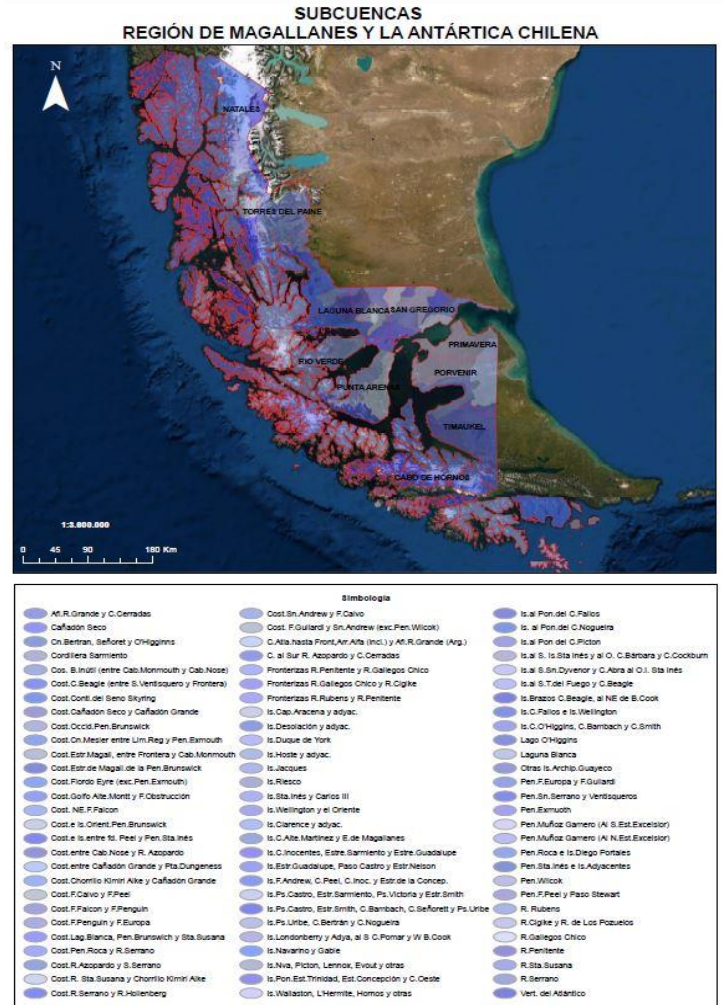 SUBCUENCAS
REGIÓN DE MAGALLANES Y LA ANTÁRTICA CHILENA
N
NATALES
TORRES DEL PAINE
LAGUNA BLANCA
SAN GREGORIO
PRIMAVERA
RIO VERDE
PORVENIR
PUNTA ARENAS
TIMAUKEL
CABO DE HORNOS
1:3.800.000
0 45 90 180 Km
Simbología
Afl.R.Grande y C.Cerradas
Cañadón Seco
Cn.Bertran, Señoret y O'Higginns
Cordillera Sarmiento
Cos. B.Inútil (entre Cab.Monmouth y Cab.Nose)
Cost.C.Beagle (entre S.Ventisquero y Frontera)
Cost.Conti.del Seno Skyring
Cost.Cañadón Seco y Cañadón Grande
Cost.Occid.Pen.Brunswick
Cost.Cn.Mesier entre Lim.Reg y Pen.Exmouth
Cost.Estr.Magall, entre Frontera y Cab.Monmouth
Cost.Estr.de Magall.de la Pen.Brunswick
Cost.Fiordo Eyre (exc.Pen.Exmouth)
Cost.Golfo Alte.Montt y F.Obstrucción
Cost. NE.F.Falcon
Cost.e Is.Orient.Pen.Brunswick
Cost.e Is.entre fd. Peel y Pen.Sta.Inés
Cost.entre Cab.Nose y R. Azopardo
Cost.entre Cañadón Grande y Pta.Dungeness
Cost.Chorrillo Kimiri Aike y Cañadón Grande
Cost.F.Calvo y F.Peel
Cost.F.Falcon y F.Penguin
Cost.F.Penguin y F.Europa
Cost.Lag.Blanca, Pen.Brunswich y Sta.Susana
Cost.Pen.Roca y R.Serrano
Cost.R.Azopardo y S.Serrano
Cost.R. Sta.Susana y Chorrillo Kimiri Aike
Cost.R.Serrano y R.Hollenberg
Cost.Sn.Andrew y F.Calvo
Cost. F.Guilardi y Sn.Andrew (exc.Pen.Wilcok)
C.Atla.hasta Front,Arr.Alfa (Incl.) y Afl.R.Grande (Arg.)
C. al Sur R. Azopardo y C.Cerradas
Fronterizas R.Penitente y R.Gallegos Chico
Fronterizas R.Gallegos Chico y R.Cigike
Fronterizas R.Rubens y R.Penitente
Is.Cap.Aracena y adyac.
Is.Desolación y adyac.
Is.Duque de York
Is.Hoste y adyac.
Is.Jacques
Is.Riesco
Is.Sta.Inés y Carlos III
Is.Wellington y el Oriente
Is.Clarence y adyac.
Is.C.Alte.Martinez y E.de Magallanes
Is.C.Inocentes, Estre.Sarmiento y Estre.Guadalupe
Is.Estr.Guadalupe, Paso Castro y Estr.Nelson
Is.F.Andrew, C.Peel, C.Inoc. y Estr.de la Concep.
Is.Ps.Castro, Estr.Sarmiento, Ps.Victoria y Estr.Smith
Is.Ps.Castro, Estr.Smith, C.Bambach, C.Señorett y Ps.Uribe
Is.Ps.Uribe, C.Bertrán y C.Nogueira
Is.Londonberry y Adya, al S C.Pomar y W B.Cook
Is.Navarino y Gable
Is.Nva, Picton, Lennox, Evout y otras
Is.Pon.Est.Trinidad, Est.Concepción y C.Oeste
Is.Wallaston, L'Hermite, Hornos y otras
Is.al Pon.del C.Fallos
Is. al Pon.del C.Nogueira
Is.al Pon.del C.Picton
Is.al S. Is.Sta Inés y al O. C.Bárbara y C.Cockburn
Is.al S.Sn.Dyvenor y C.Abra al O.I. Sta Inés
Is.al S.T.del Fuego y C.Beagle
Is.Brazos C.Beagle, al NE de B.Cook
Is.C.Fallos e Is.Wellington
Is.C.O'Higgins, C.Bambach y C.Smith
Lago O'Higgins
Laguna Blanca
Otras Is.Archip.Guayeco
Pen.F.Europa y F.Guilardi
Pen.Sn.Serrano y Ventisqueros
Pen.Exmuoth
Pen.Muñoz Gamero (Al S.Est.Excelsior)
Pen.Muñoz Gamero (Al N.Est.Excelsior)
Pen.Roca e Is.Diego Portales
Pen.Sta.Inés e Is.Adyacentes
Pen.Wilcok
Pen.F.Peel y Paso Stewart
R. Rubens
R.Cigike y R. de Los Pozuelos
R.Gallegos Chico
R.Penitente
R.Sta.Susana
R.Serrano
Vert. del Atlántico